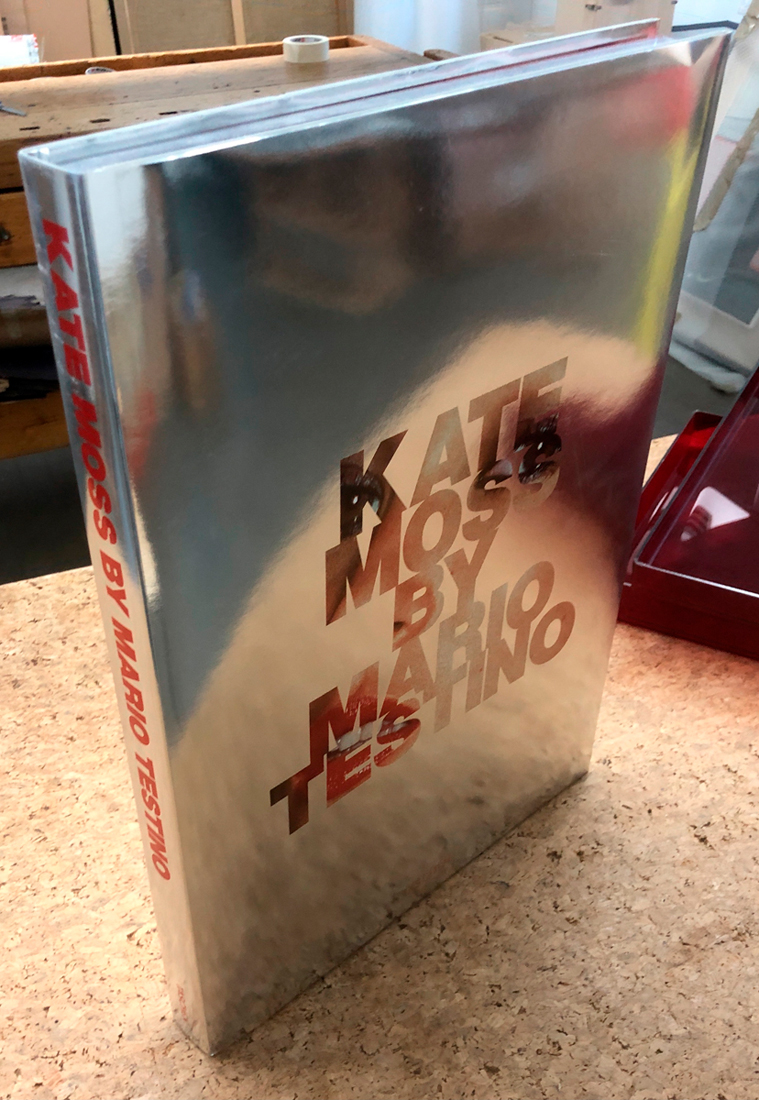 KATE MOSS BY MARIO TESTINO
KATE
MOSS
BY
MARIO
TESTINO